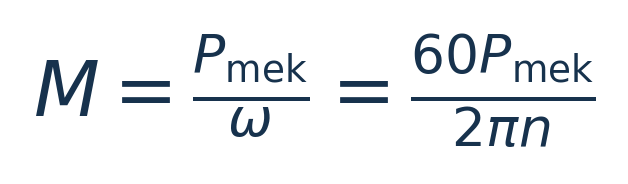 M = P_mek / ω = 60P_mek / 2πn